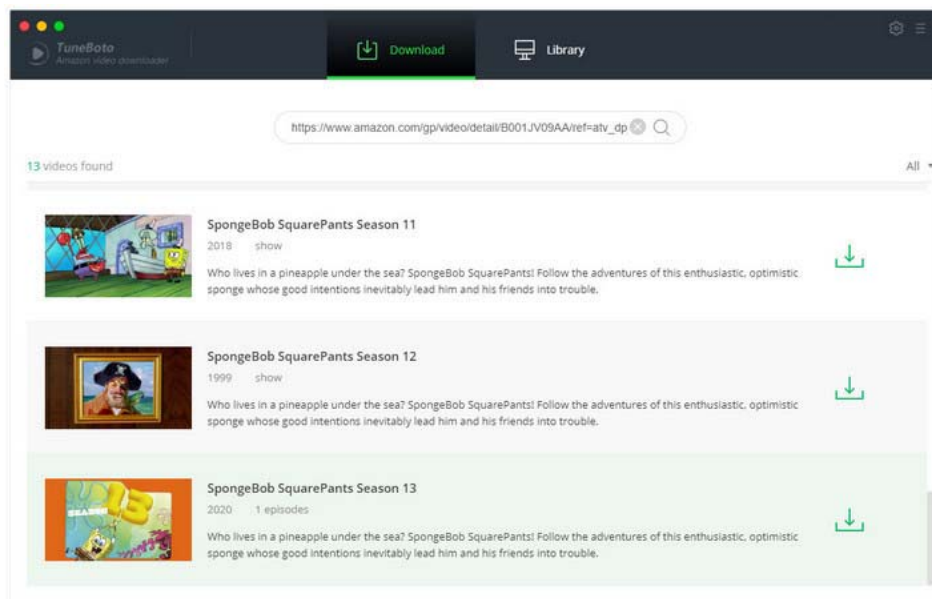 TuneBoto
Amazon video downloader
Download
Library
https://www.amazon.com/gp/video/detail/B001JV09AA/ref=atv_dp
13 videos found
All
SpongeBob SquarePants Season 11
2018 show
Who lives in a pineapple under the sea? SpongeBob SquarePants! Follow the adventures of this enthusiastic, optimistic
sponge whose good intentions inevitably lead him and his friends into trouble.
SpongeBob SquarePants Season 12
1999 show
Who lives in a pineapple under the sea? SpongeBob SquarePants! Follow the adventures of this enthusiastic, optimistic
sponge whose good intentions inevitably lead him and his friends into trouble.
SEASON 13
SpongeBob SquarePants Season 13
2020 1 episodes
Who lives in a pineapple under the sea? SpongeBob SquarePants! Follow the adventures of this enthusiastic, optimistic
sponge whose good intentions inevitably lead him and his friends into trouble.